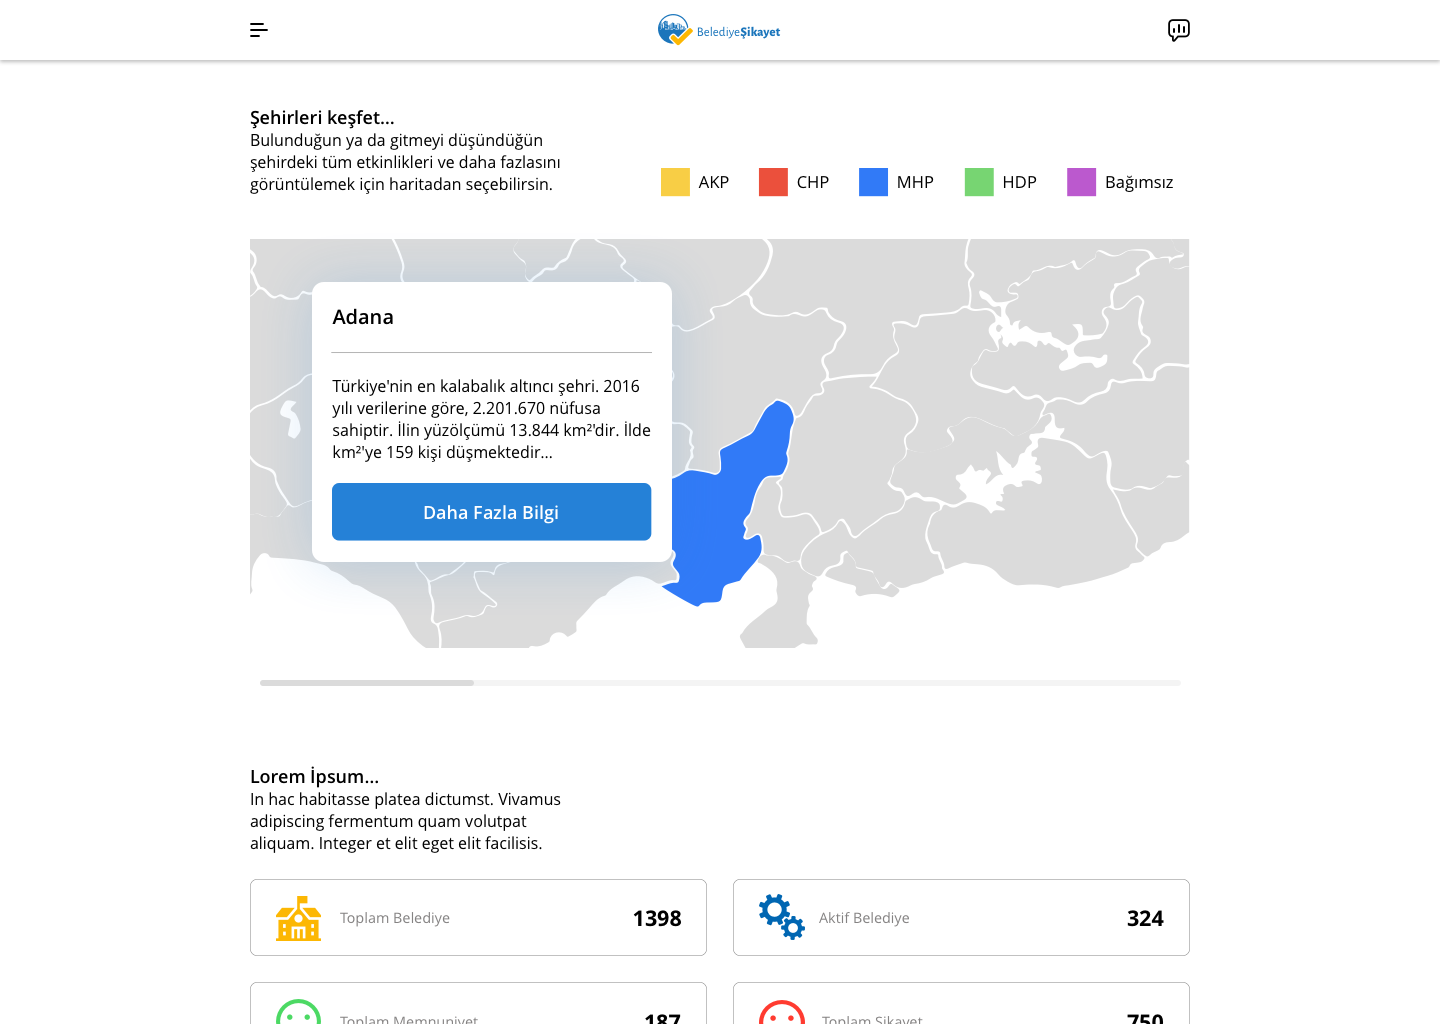 BelediyeŞikayet
Şehirleri keşfet...
Bulunduğun ya da gitmeyi düşündüğün
şehirdeki tüm etkinlikleri ve daha fazlasını
görüntülemek için haritadan seçebilirsin.
AKP CHP MHP HDP Bağımsız
Adana
Türkiye'nin en kalabalık altıncı şehri. 2016
yılı verilerine göre, 2.201.670 nüfusa
sahiptir. İlin yüzölçümü 13.844 km²'dir. İlde
km²'ye 159 kişi düşmektedir...
Daha Fazla Bilgi
Lorem İpsum...
In hac habitasse platea dictumst. Vivamus
adipiscing fermentum quam volutpat
aliquam. Integer et elit eget elit facilisis.
Toplam Belediye 1398
Aktif Belediye 324
Toplam Memnuniyet 187
Toplam Şikayet 750